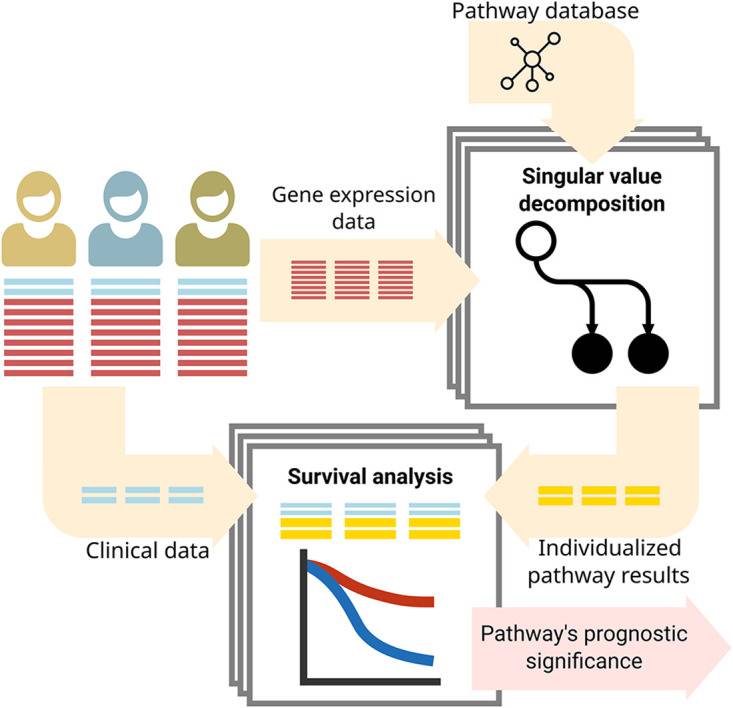 Pathway database
Singular value
decomposition
Gene expression
data
Survival analysis
Clinical data
Individualized
pathway results
Pathway's prognostic
significance